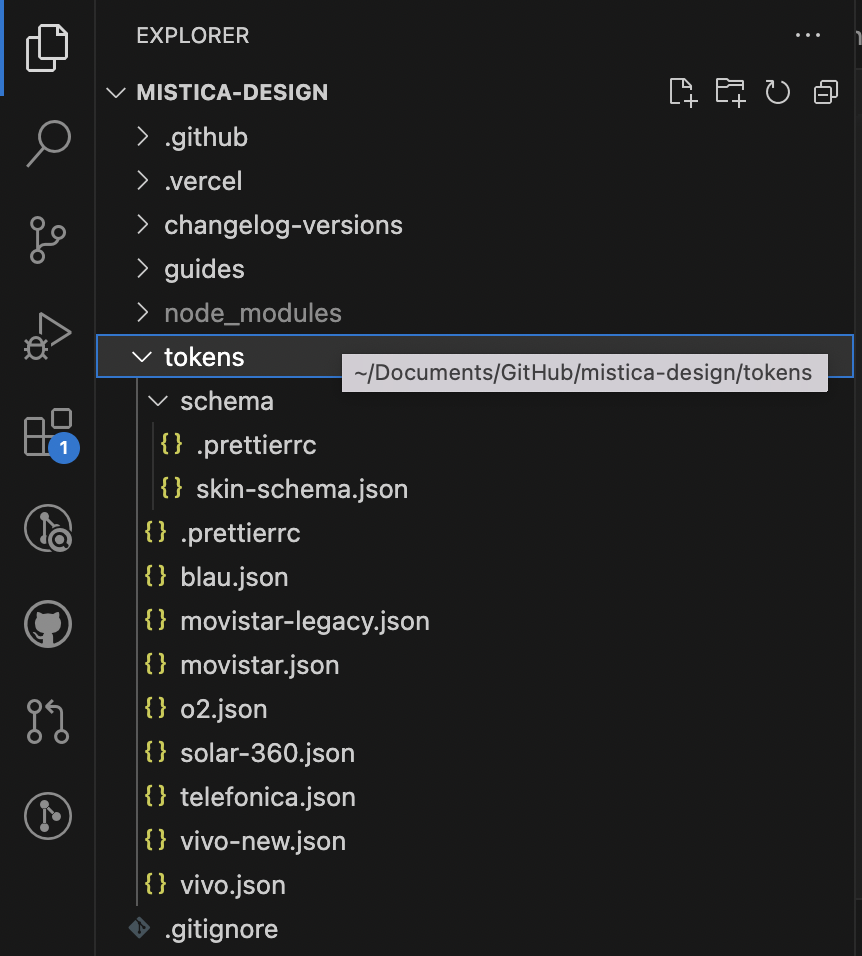 EXPLORER
MISTICA-DESIGN
.github
.vercel
changelog-versions
guides
node_modules
tokens
~/Documents/GitHub/mistica-design/tokens
schema
{} .prettierrc
{} skin-schema.json
{} .prettierrc
{} blau.json
1
{} movistar-legacy.json
{} movistar.json
{} o2.json
{} solar-360.json
{} telefonica.json
{} vivo-new.json
{} vivo.json
.gitignore